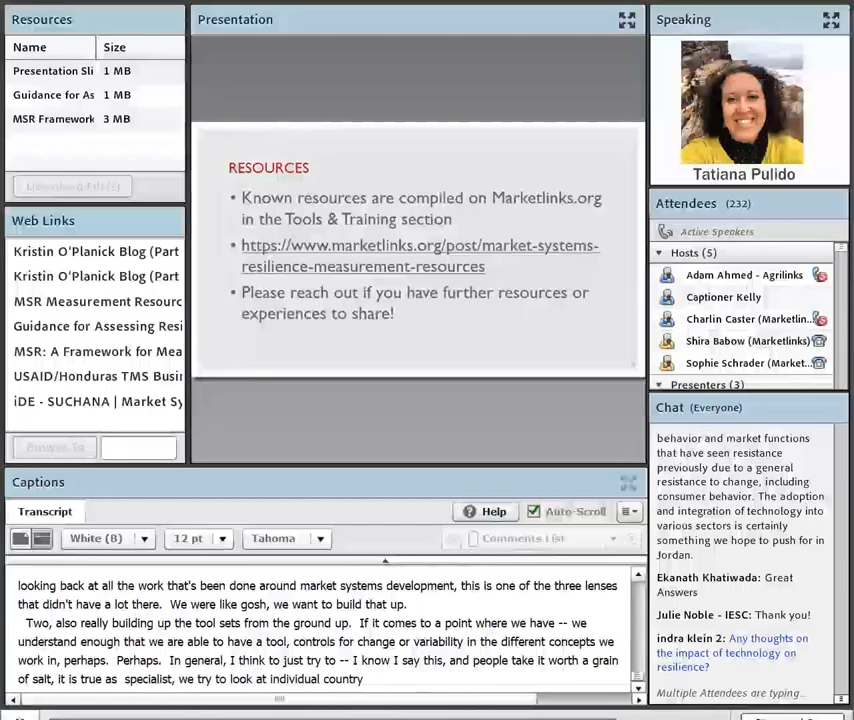 Resources
Name Size
Presentation Sli 1 MB
Guidance for As 1 MB
MSR Framework 3 MB
Download File(s)
Web Links
Kristin O'Planick Blog (Part
Kristin O'Planick Blog (Part
MSR Measurement Resourc
Guidance for Assessing Resi
MSR: A Framework for Mea
USAID/Honduras TMS Busin
iDE - SUCHANA | Market Sy
Browse To
Presentation
RESOURCES
• Known resources are compiled on Marketlinks.org
in the Tools & Training section
• https://www.marketlinks.org/post/market-systems-
resilience-measurement-resources
• Please reach out if you have further resources or
experiences to share!
Captions
Transcript
Help
Auto-Scroll
White (8)
12 pt
Tahoma
Comments List
looking back at all the work that's been done around market systems development, this is one of the three lenses
that didn't have a lot there. We were like gosh, we want to build that up.
Two, also really building up the tool sets from the ground up. If it comes to a point where we have -- we
understand enough that we are able to have a tool, controls for change or variability in the different concepts we
work in, perhaps. Perhaps. In general, I think to just try to -- I know I say this, and people take it worth a grain
of salt, it is true as specialist, we try to look at individual country
Speaking
Tatiana Pulido
Attendees (232)
Active Speakers
Hosts (5)
Adam Ahmed - Agrilinks
Captioner Kelly
Charlin Caster (Marketlin...
Shira Babow (Marketlinks)
Sophie Schrader (Market...
Presenters (3)
Chat (Everyone)
behavior and market functions
that have seen resistance
previously due to a general
resistance to change, including
consumer behavior. The adoption
and integration of technology into
various sectors is certainly
something we hope to push for in
Jordan.
Ekanath Khatiwada: Great
Answers
Julie Noble - IESC: Thank you!
indra klein 2: Any thoughts on
the impact of technology on
resilience?
Multiple Attendees are typing...